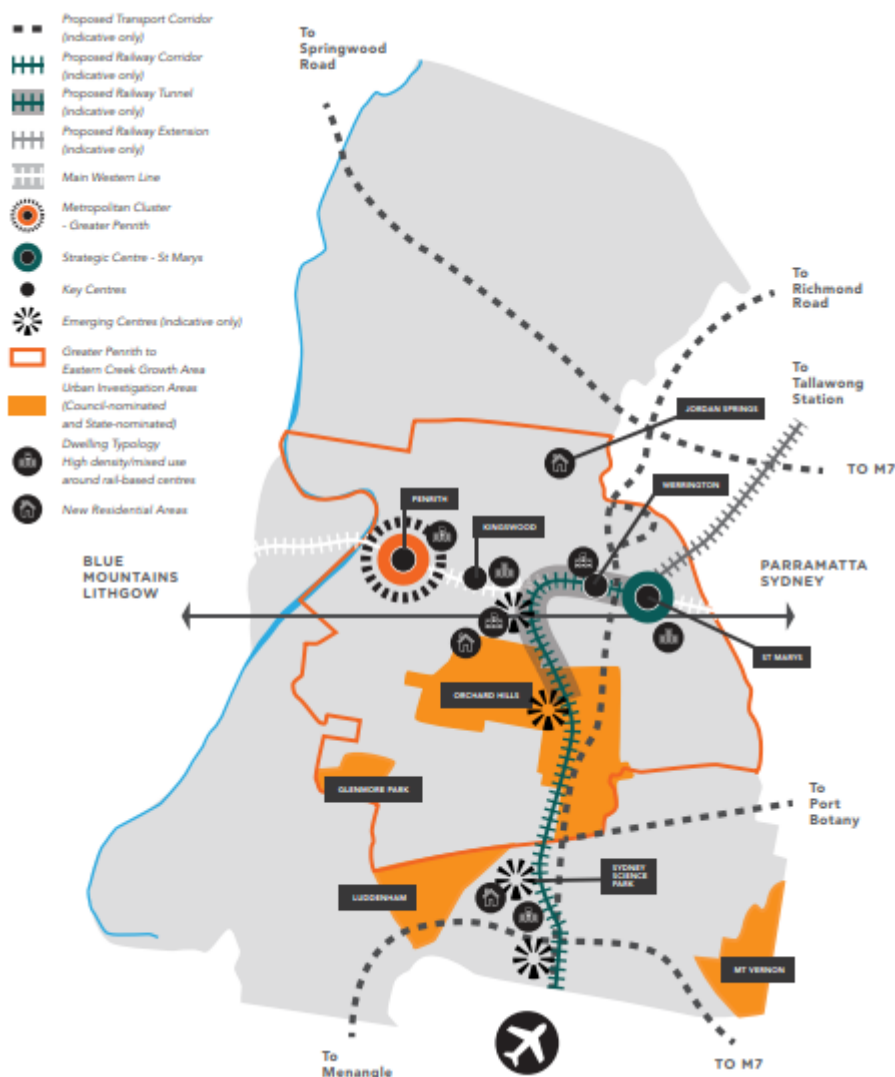 Proposed Transport Corridor
(indicative only)
Proposed Railway Corridor
(indicative only)
Proposed Railway Tunnel
(indicative only)
Proposed Railway Extension
(indicative only)
Main Western Line
Metropolitan Cluster
- Greater Penrith
Strategic Centre - St Marys
Key Centres
Emerging Centres (indicative only)
Greater Penrith to
Eastern Creek Growth Area
Urban Investigation Areas
(Council-nominated
and State-nominated)
Dwelling Typology
High density/mixed use
around rail-based centres
New Residential Areas
To
Springwood
Road
To
Richmond
Road
To
Tallawong
Station
JORDAN SPRINGS
TO M7
WERRINGTON
PENRITH
KINGSWOOD
BLUE
MOUNTAINS
LITHGOW
PARRAMATTA
SYDNEY
ST MARYS
ORCHARD HILLS
GLENMORE PARK
To
Port
Botany
SYDNEY
SCIENCE
PARK
LUDDENHAM
MT VERNON
To
Menangle
TO M7